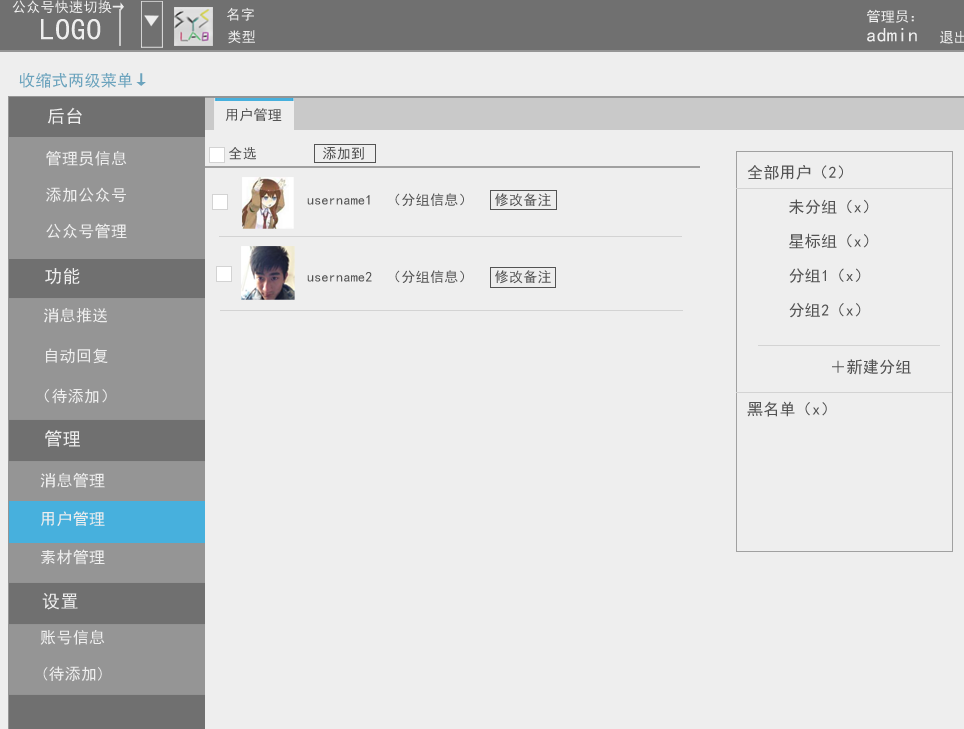 公众号快速切换→
LOGO
SYS
LAB
名字
类型
管理员:
admin
退出
收缩式两级菜单↓
后台
管理员信息
添加公众号
公众号管理
功能
消息推送
自动回复
（待添加）
管理
消息管理
用户管理
素材管理
设置
账号信息
（待添加）
用户管理
全选
添加到
username1 （分组信息） 修改备注
username2 （分组信息） 修改备注
全部用户（2）
未分组（x）
星标组（x）
分组1（x）
分组2（x）
＋新建分组
黑名单（x）